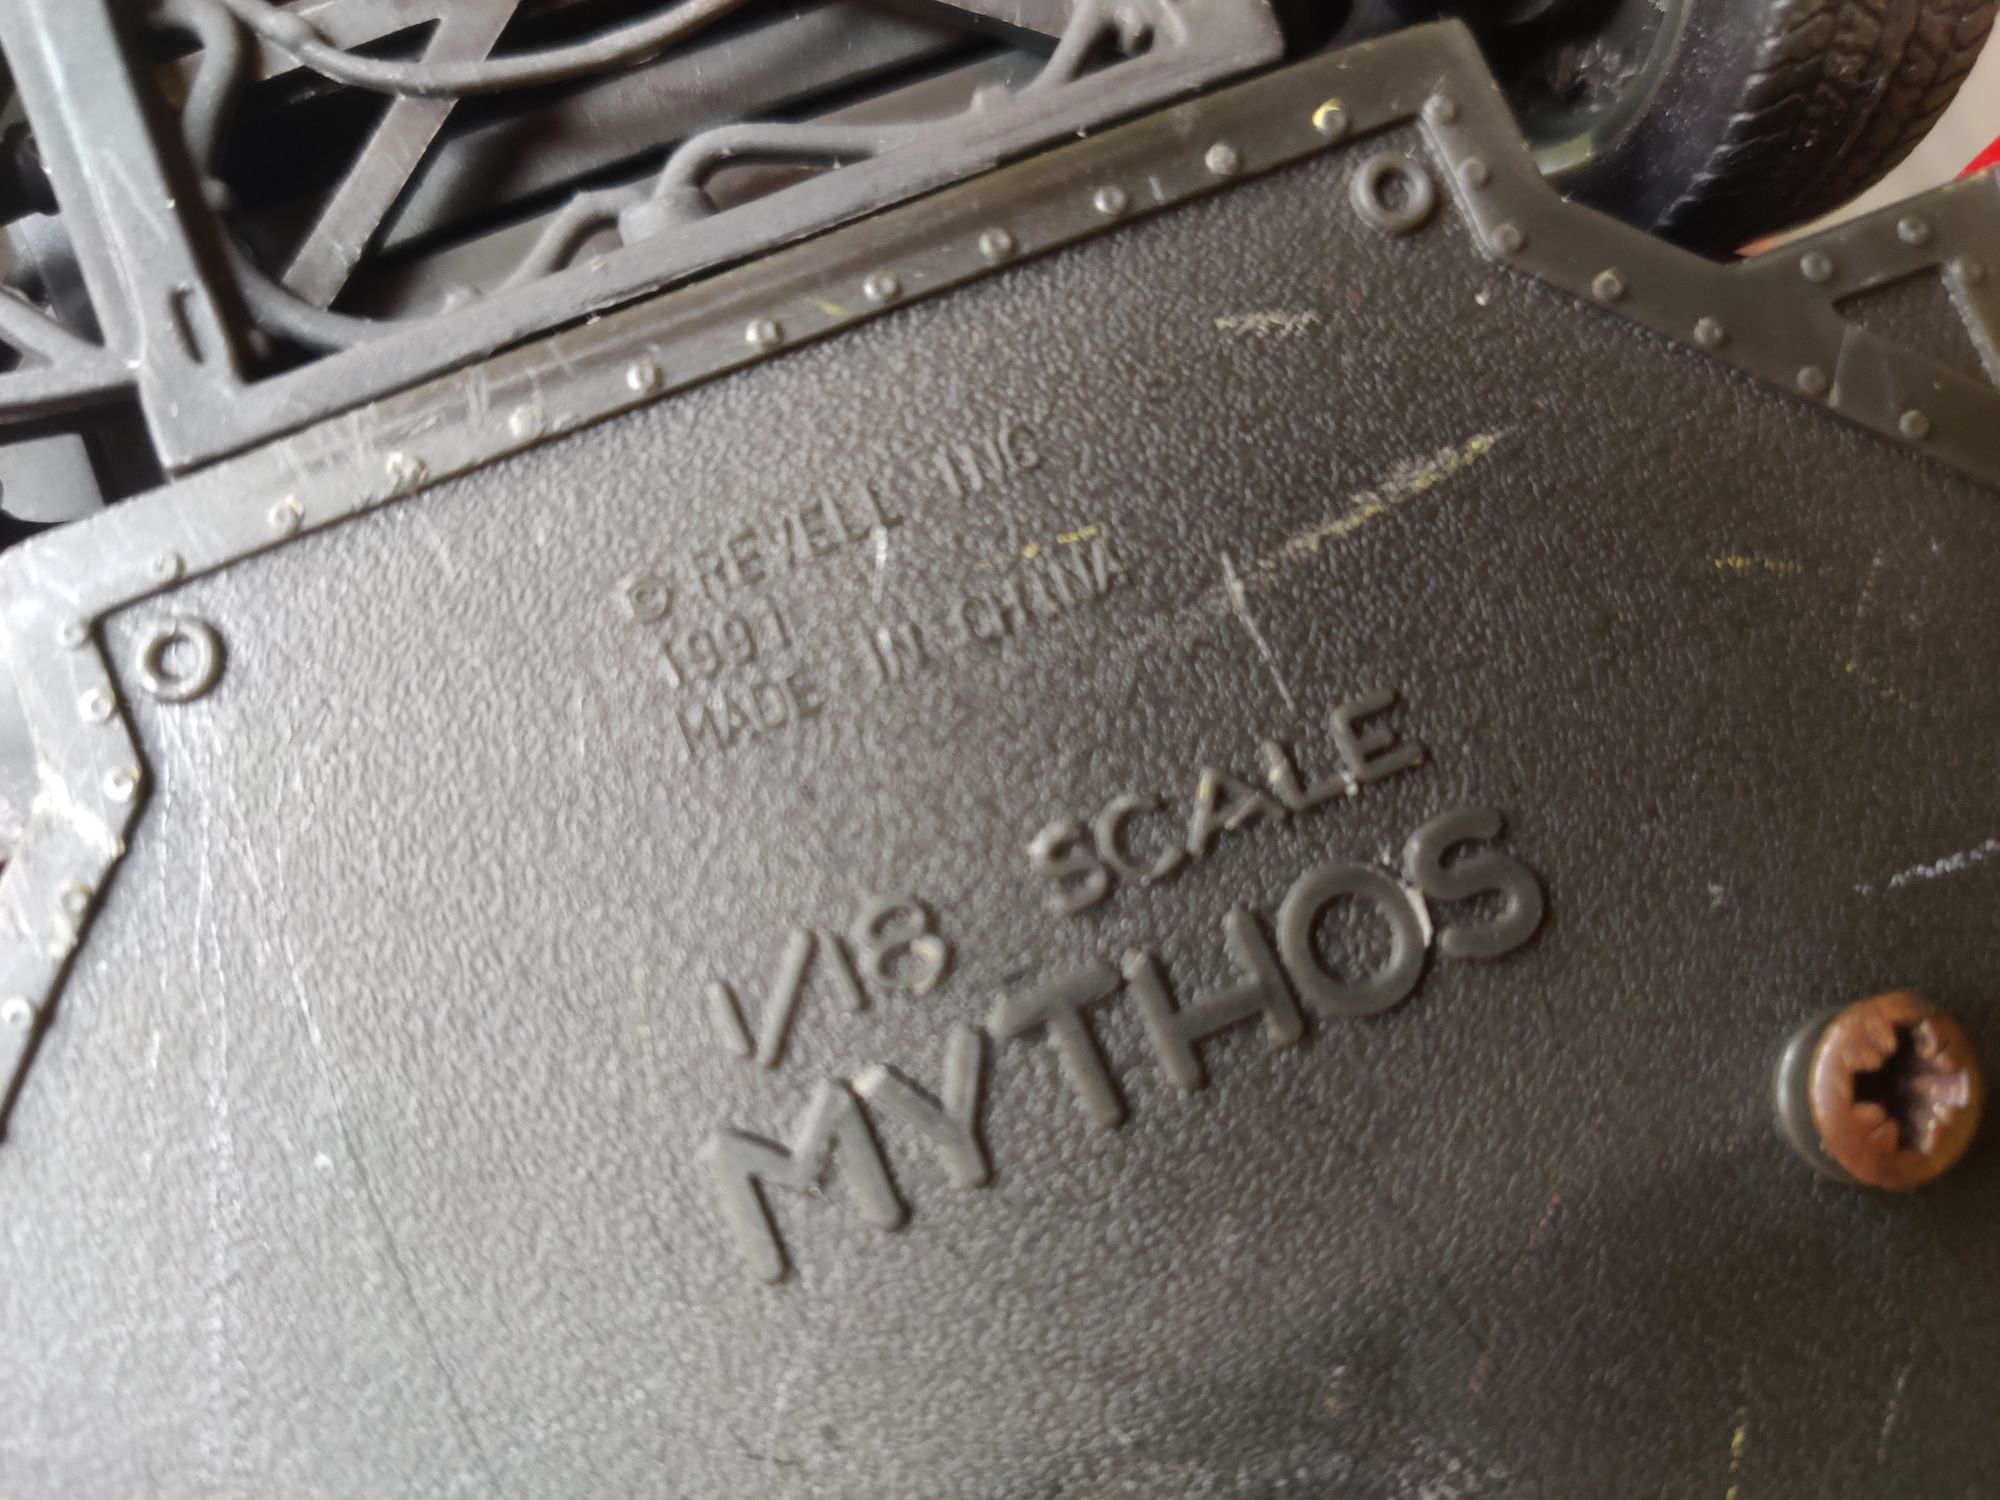 © REVELL INC
1991
MADE IN CHINA
1/18 SCALE
MYTHOS